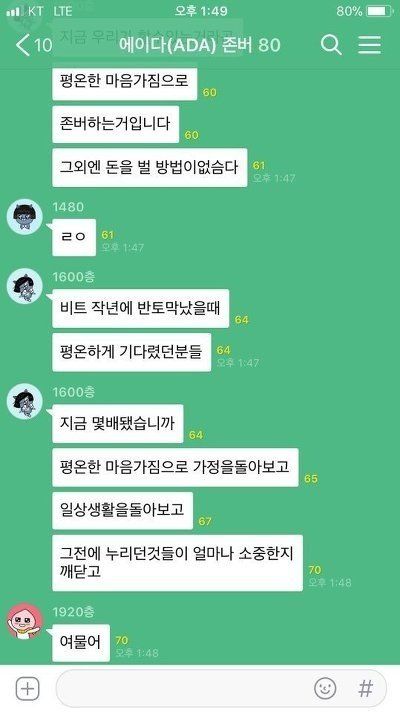 KT LTE 오후 1:49 80%
10 에이다(ADA) 존버 80
평온한 마음가짐으로
60
존버하는거입니다
60
그외엔 돈을 벌 방법이없슴다
61
오후 1:47
1480
ㄹㅇ
61
오후 1:47
1600층
비트 작년에 반토막났을때
64
평온하게 기다렸던분들
64
오후 1:47
1600층
지금 몇배됐습니까
64
평온한 마음가짐으로 가정을돌아보고
65
일상생활을돌아보고
67
그전에 누리던것들이 얼마나 소중한지
깨닫고
70
오후 1:48
1920층
여물어
70
오후 1:48
#